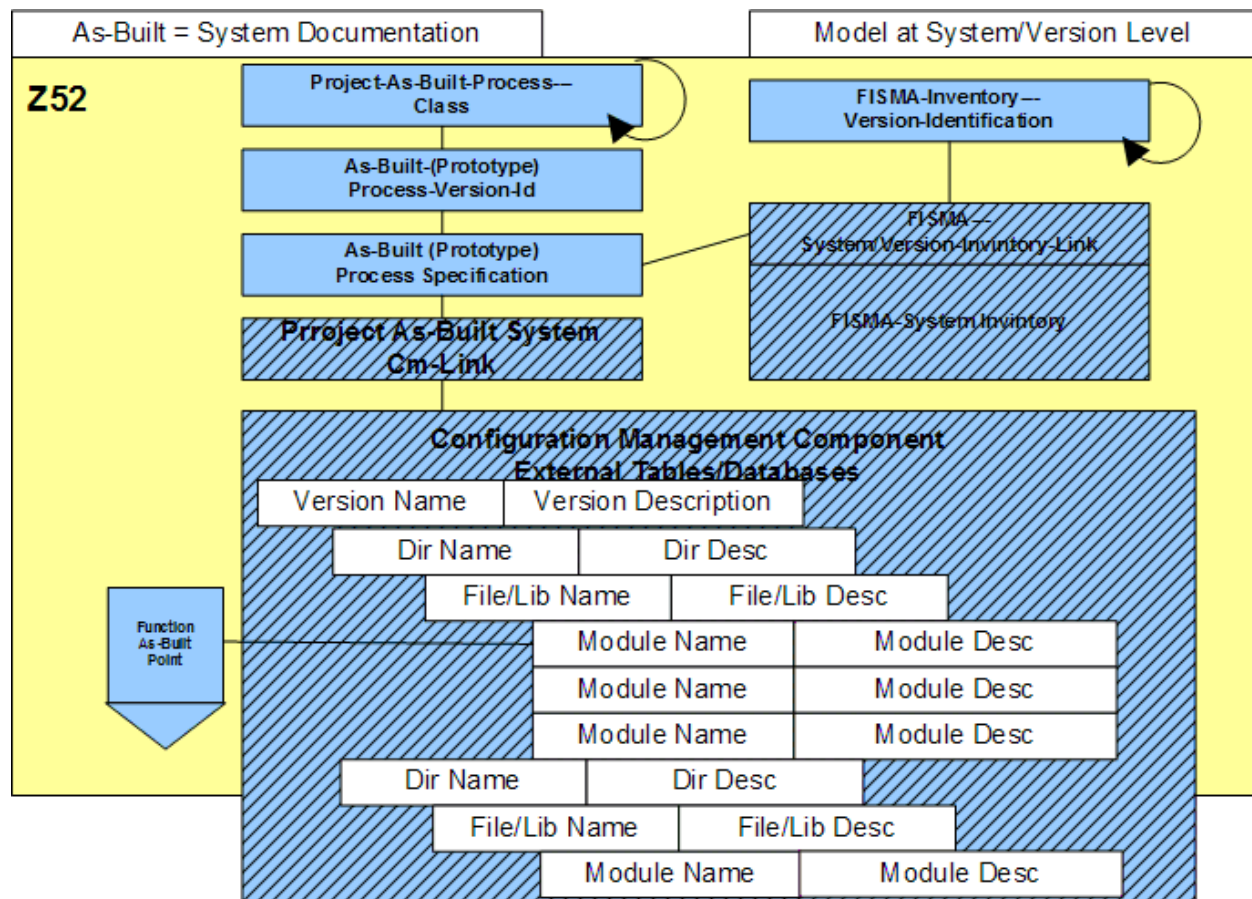 As-Built = System Documentation
Model at System/Version Level
Z52
Project-As-Built-Process---
Class
FISMA-Inventory---
Version-Identification
As-Built-(Prototype)
Process-Version-Id
As-Built (Prototype)
Process Specification
FISMA---
System/Version-Invintory-Link
FISMA-System Invintory
Prroject As-Built System
Cm-Link
Configuration Management Component
External Tables/Databases
Version Name Version Description
Dir Name Dir Desc
File/Lib Name File/Lib Desc
Function
As-Built
Point
Module Name Module Desc
Module Name Module Desc
Module Name Module Desc
Dir Name Dir Desc
File/Lib Name File/Lib Desc
Module Name Module Desc